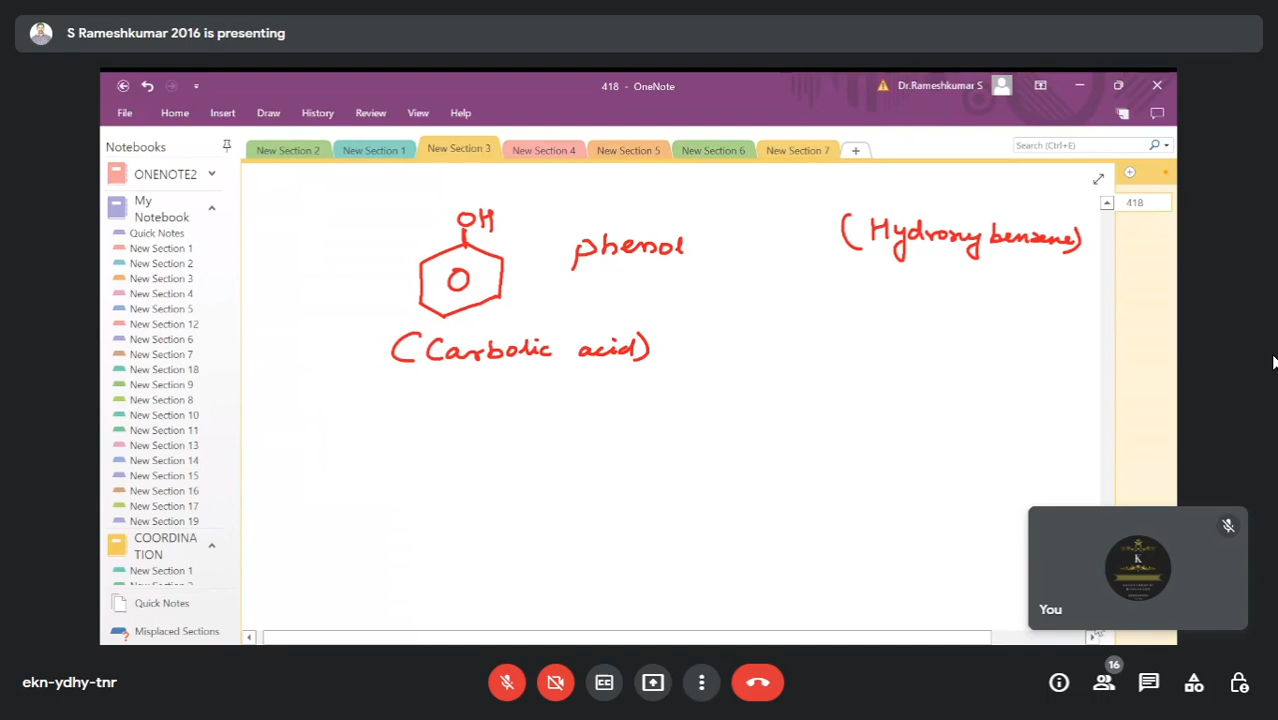 S Rameshkumar 2016 is presenting
418 - OneNote
Dr.Rameshkumar S
File Home Insert Draw History Review View Help
Notebooks
New Section 2 New Section 1 New Section 3 New Section 4 New Section 5 New Section 6 New Section 7 +
Search (Ctrl+E)
ONENOTE2
My
Notebook
Quick Notes
New Section 1
New Section 2
New Section 3
New Section 4
New Section 5
New Section 12
New Section 6
New Section 7
New Section 18
New Section 9
New Section 8
New Section 10
New Section 11
New Section 13
New Section 14
New Section 15
New Section 16
New Section 17
New Section 19
COORDINA
TION
New Section 1
Quick Notes
Misplaced Sections
418
OH
phenol
(Hydroxybenzene)
(Carbolic acid)
K
You
ekn-ydhy-tnr
CC
16